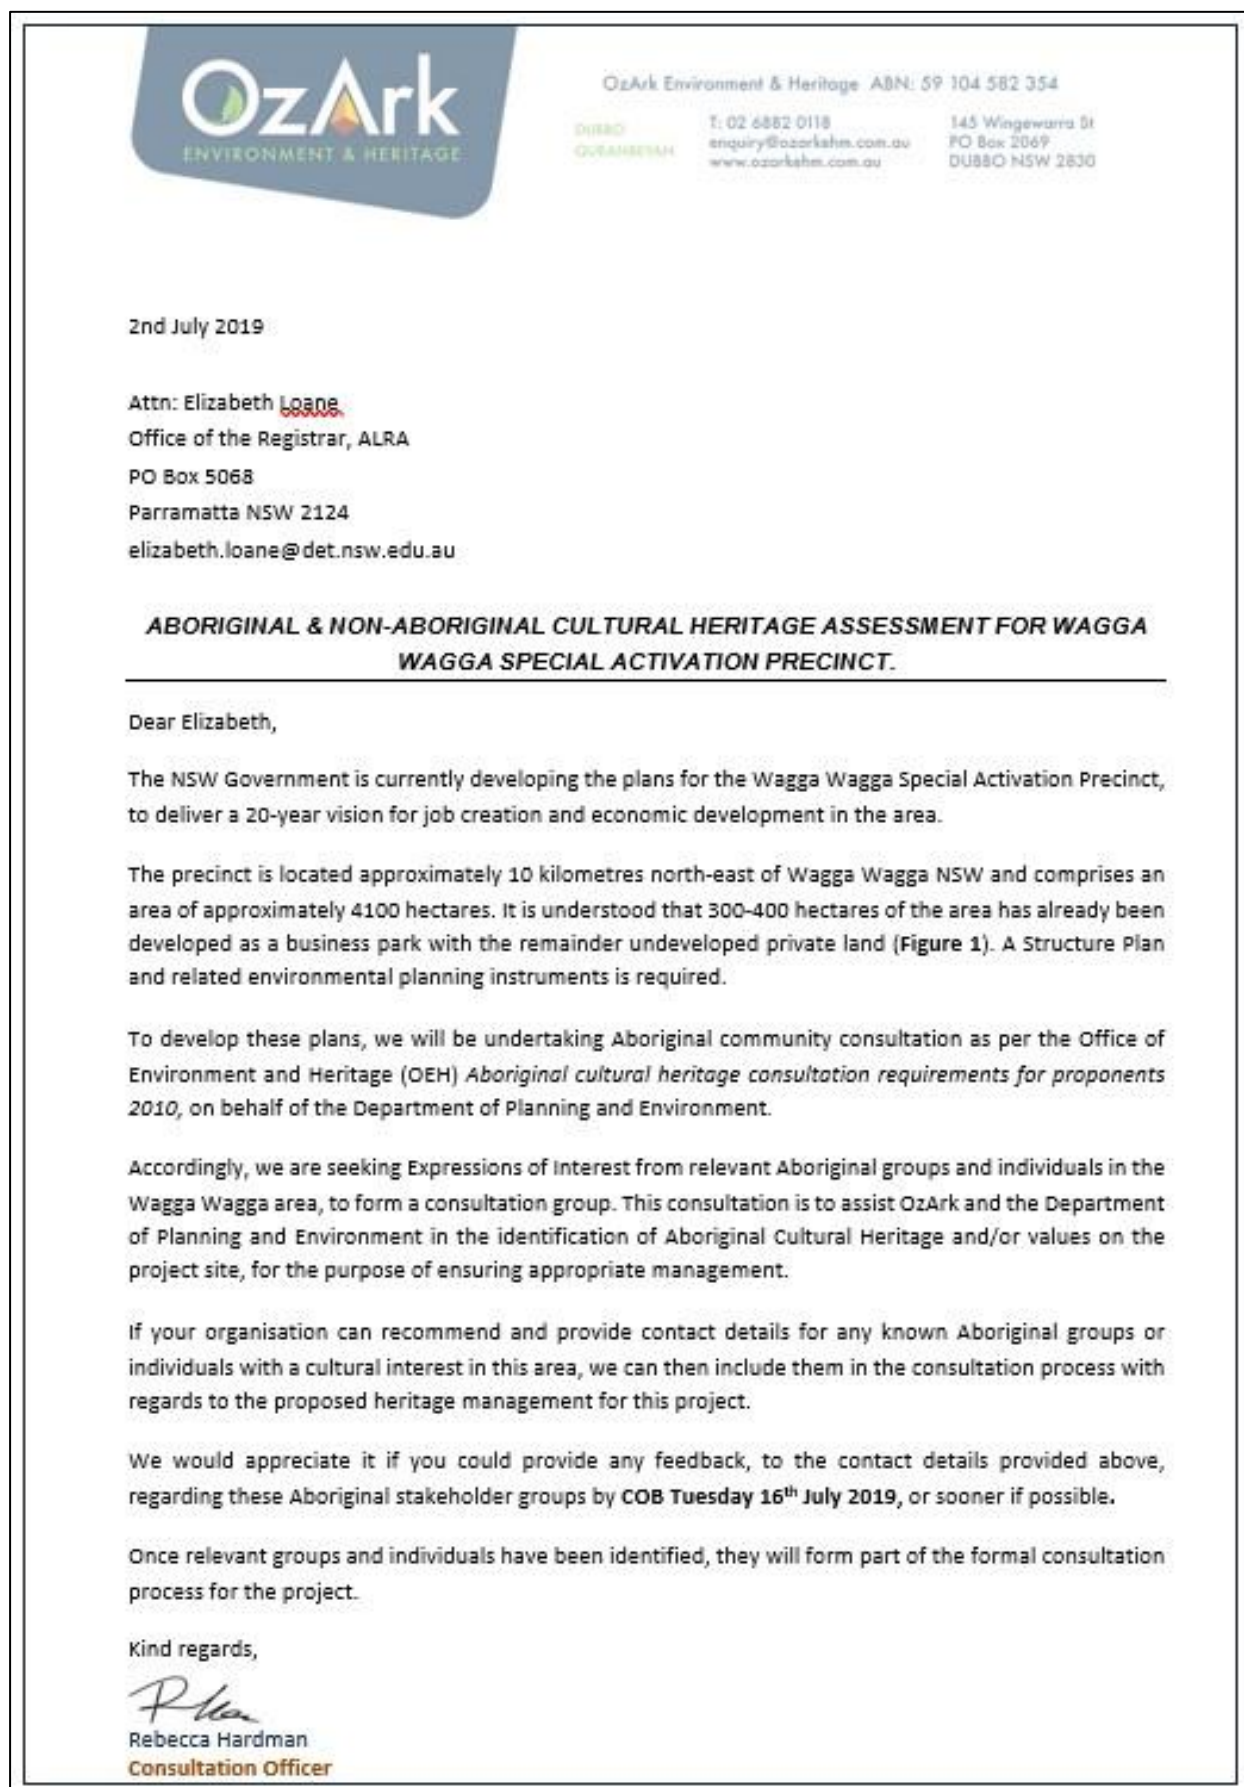 OzArk
ENVIRONMENT & HERITAGE
OzArk Environment & Heritage ABN: 59 104 582 354
DUBBO
QUEANBEYAN
T: 02 6882 0118
enquiry@ozarkehm.com.au
www.ozarkehm.com.au
145 Wingewarra St
PO Box 2069
DUBBO NSW 2830
2nd July 2019
Attn: Elizabeth Loane
Office of the Registrar, ALRA
PO Box 5068
Parramatta NSW 2124
elizabeth.loane@det.nsw.edu.au
ABORIGINAL & NON-ABORIGINAL CULTURAL HERITAGE ASSESSMENT FOR WAGGA
WAGGA SPECIAL ACTIVATION PRECINCT.
Dear Elizabeth,
The NSW Government is currently developing the plans for the Wagga Wagga Special Activation Precinct,
to deliver a 20-year vision for job creation and economic development in the area.
The precinct is located approximately 10 kilometres north-east of Wagga Wagga NSW and comprises an
area of approximately 4100 hectares. It is understood that 300-400 hectares of the area has already been
developed as a business park with the remainder undeveloped private land (Figure 1). A Structure Plan
and related environmental planning instruments is required.
To develop these plans, we will be undertaking Aboriginal community consultation as per the Office of
Environment and Heritage (OEH) Aboriginal cultural heritage consultation requirements for proponents
2010, on behalf of the Department of Planning and Environment.
Accordingly, we are seeking Expressions of Interest from relevant Aboriginal groups and individuals in the
Wagga Wagga area, to form a consultation group. This consultation is to assist OzArk and the Department
of Planning and Environment in the identification of Aboriginal Cultural Heritage and/or values on the
project site, for the purpose of ensuring appropriate management.
If your organisation can recommend and provide contact details for any known Aboriginal groups or
individuals with a cultural interest in this area, we can then include them in the consultation process with
regards to the proposed heritage management for this project.
We would appreciate it if you could provide any feedback, to the contact details provided above,
regarding these Aboriginal stakeholder groups by COB Tuesday 16th July 2019, or sooner if possible.
Once relevant groups and individuals have been identified, they will form part of the formal consultation
process for the project.
Kind regards,
Rebecca Hardman
Consultation Officer